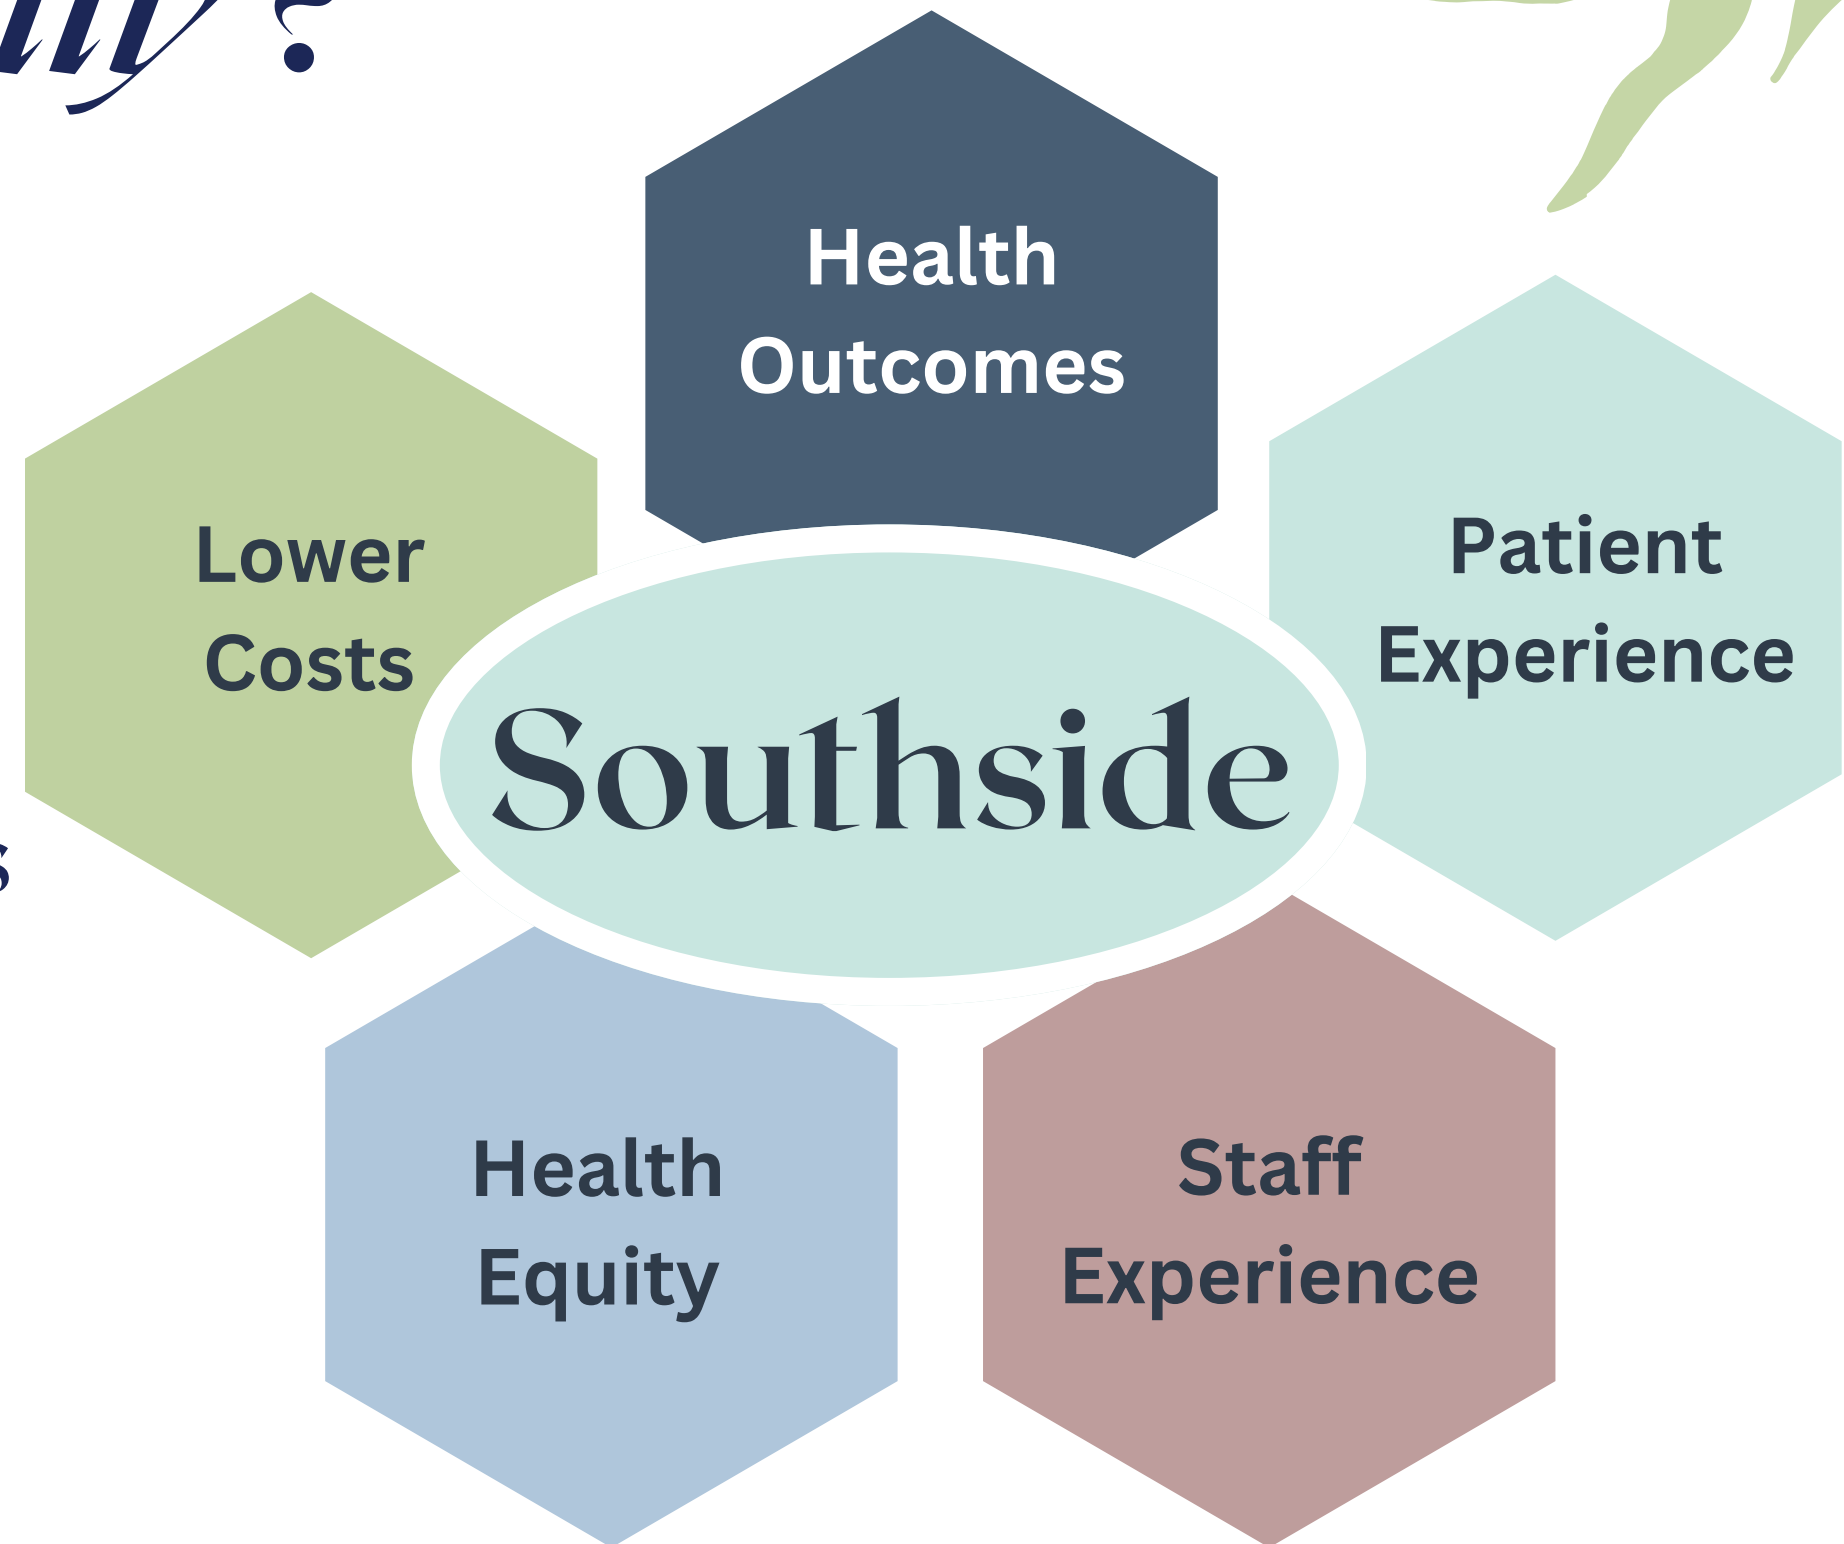 ?
Health
Outcomes
Lower
Costs
Patient
Experience
Southside
Health
Equity
Staff
Experience